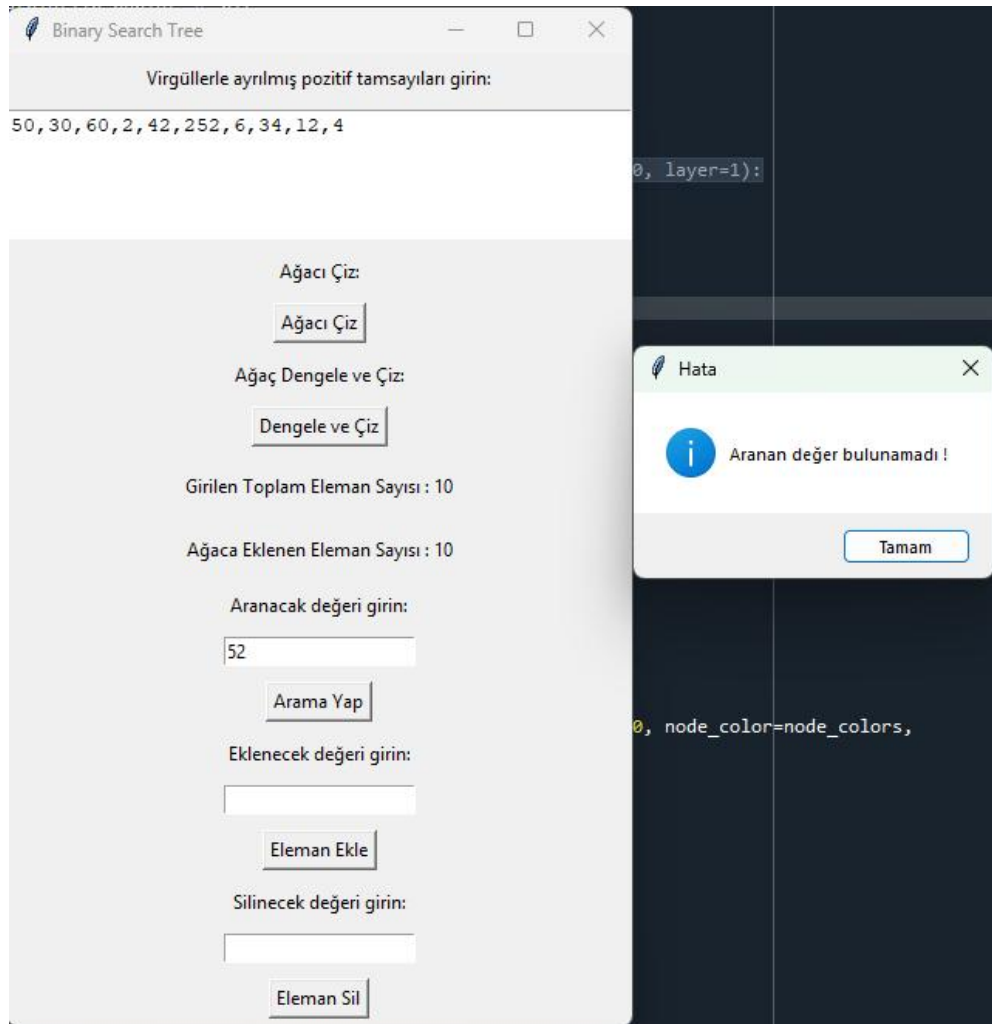 Binary Search Tree
Virgüllerle ayrılmış pozitif tamsayıları girin:
50,30,60,2,42,252,6,34,12,4
0, layer=1):
Ağacı Çiz:
Ağacı Çiz
Ağaç Dengele ve Çiz:
Dengele ve Çiz
Girilen Toplam Eleman Sayısı : 10
Ağaca Eklenen Eleman Sayısı : 10
Hata
Aranan değer bulunamadı !
Tamam
Aranacak değeri girin:
52
Arama Yap
0, node_color=node_colors,
Eklenecek değeri girin:
Eleman Ekle
Silinecek değeri girin:
Eleman Sil